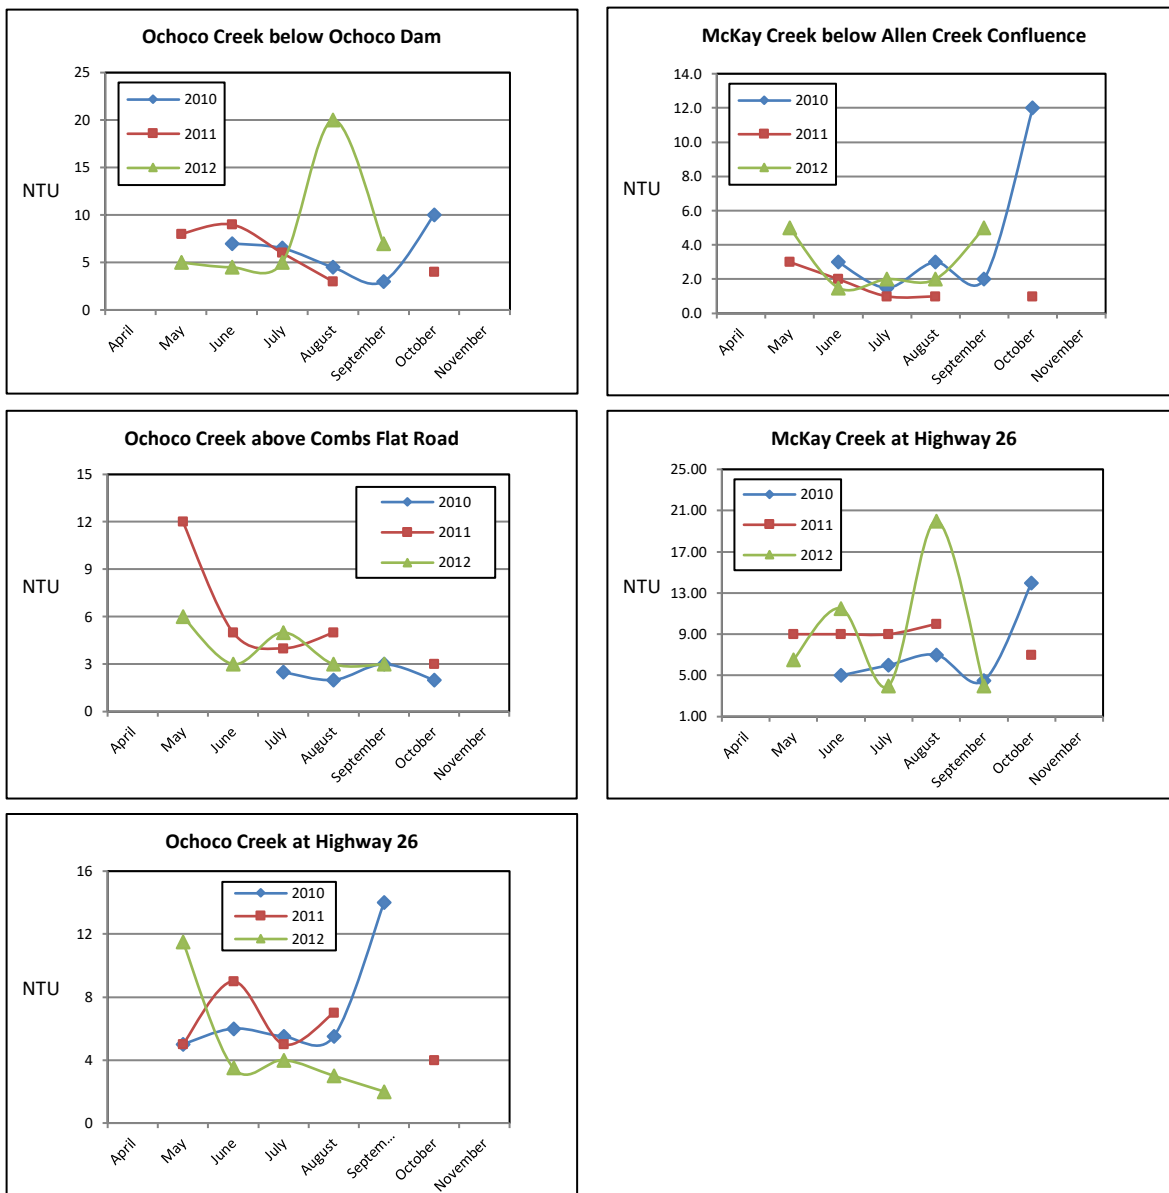 Ochoco Creek below Ochoco Dam
25
20
15
10
5
0
NTU
2010
2011
2012
April
May
June
July
August
September
October
November
McKay Creek below Allen Creek Confluence
14.0
12.0
10.0
8.0
6.0
4.0
2.0
0.0
2010
2011
2012
April
May
June
July
August
September
October
November
Ochoco Creek above Combs Flat Road
15
12
9
6
3
0
NTU
2010
2011
2012
April
May
June
July
August
September
October
November
McKay Creek at Highway 26
25.00
21.00
17.00
13.00
9.00
5.00
1.00
NTU
2010
2011
2012
April
May
June
July
August
September
October
November
Ochoco Creek at Highway 26
16
12
8
4
0
NTU
2010
2011
2012
April
May
June
July
August
Septem...
October
November